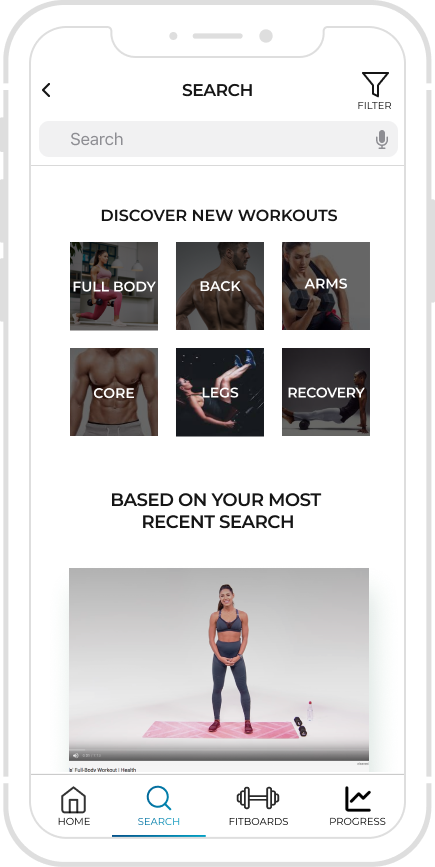 SEARCH
FILTER
Search
DISCOVER NEW WORKOUTS
FULL BODY
BACK
ARMS
CORE
LEGS
RECOVERY
BASED ON YOUR MOST
RECENT SEARCH
Full-Body Workout | Health
HOME
SEARCH
FITBOARDS
PROGRESS